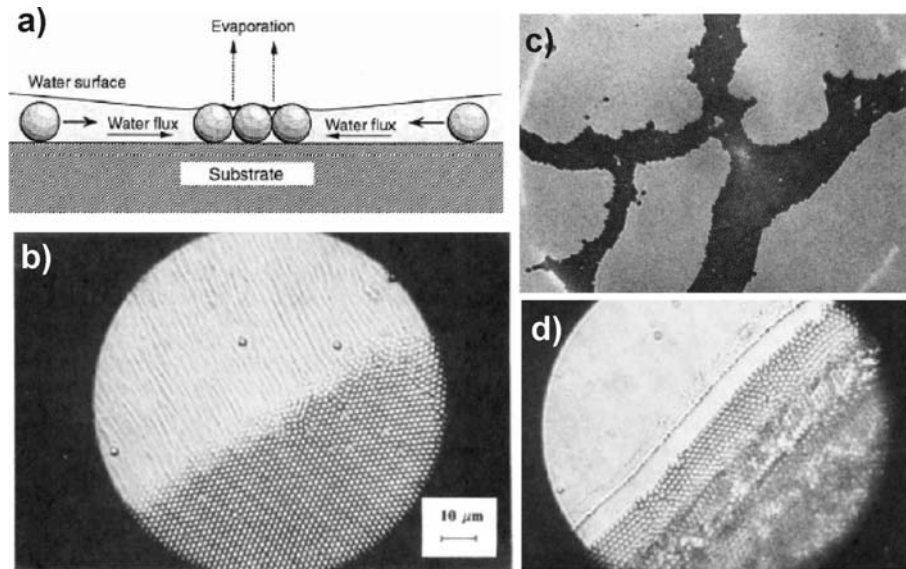 a)
Evaporation
Water surface
Water flux
Water flux
Substrate
b)
10 μm
c)
d)